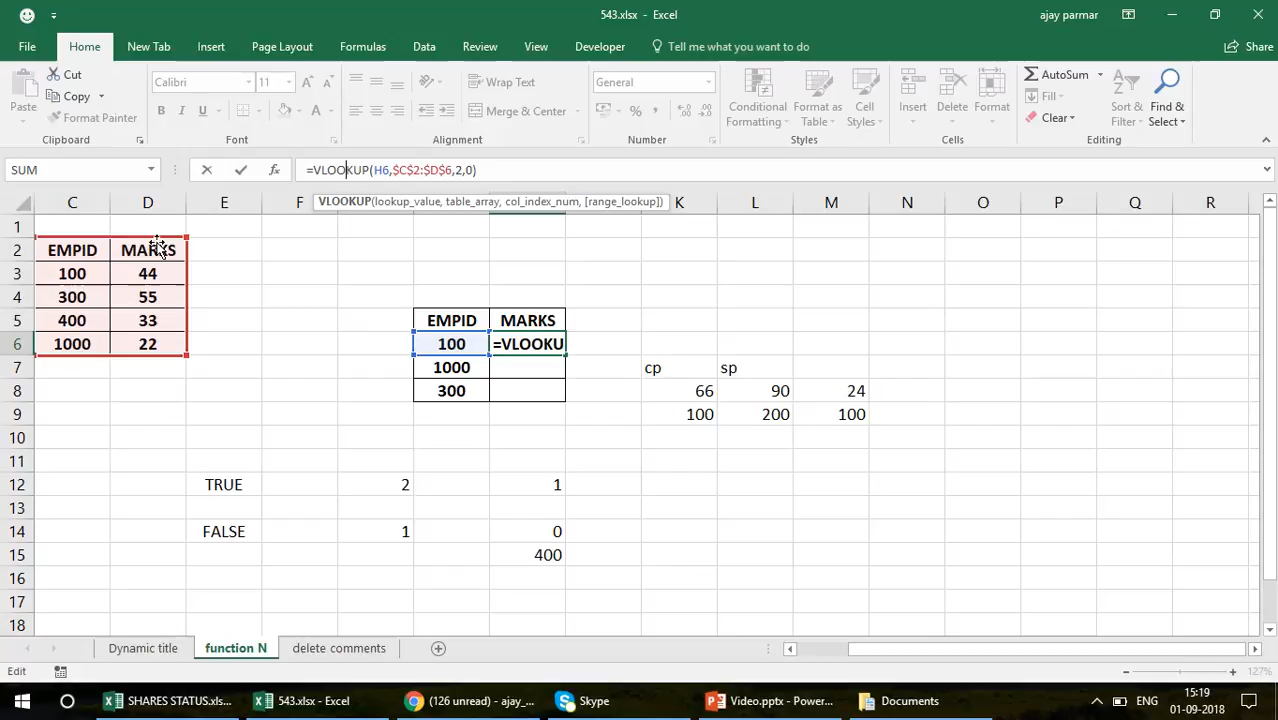 543.xlsx - Excel
ajay parmar
File Home New Tab Insert Page Layout Formulas Data Review View Developer Tell me what you want to do Share
Paste
Cut
Copy
Format Painter
Calibri 11
B I U
Wrap Text
Merge & Center
General
Conditional Formatting
Format as Table
Cell Styles
Insert
Delete
Format
AutoSum
Fill
Clear
Sort & Filter
Find & Select
Clipboard Font Alignment Number Styles Cells Editing
SUM
=VLOOKUP(H6,$C$2:$D$6,2,0)
VLOOKUP(lookup_value, table_array, col_index_num, [range_lookup])
C D E F K L M N O P Q R
1
2 EMPID MARKS
3 100 44
4 300 55
5 400 33 EMPID MARKS
6 1000 22 100 =VLOOKU
7 1000 cp sp
8 300 66 90 24
9 100 200 100
10
11
12 TRUE 2 1
13
14 FALSE 1 0
15 400
16
17
18
Dynamic title function N delete comments
Edit 127%
SHARES STATUS.xls... 543.xlsx - Excel (126 unread) - ajay_... Skype Video.pptx - Power... Documents ENG 15:19
01-09-2018